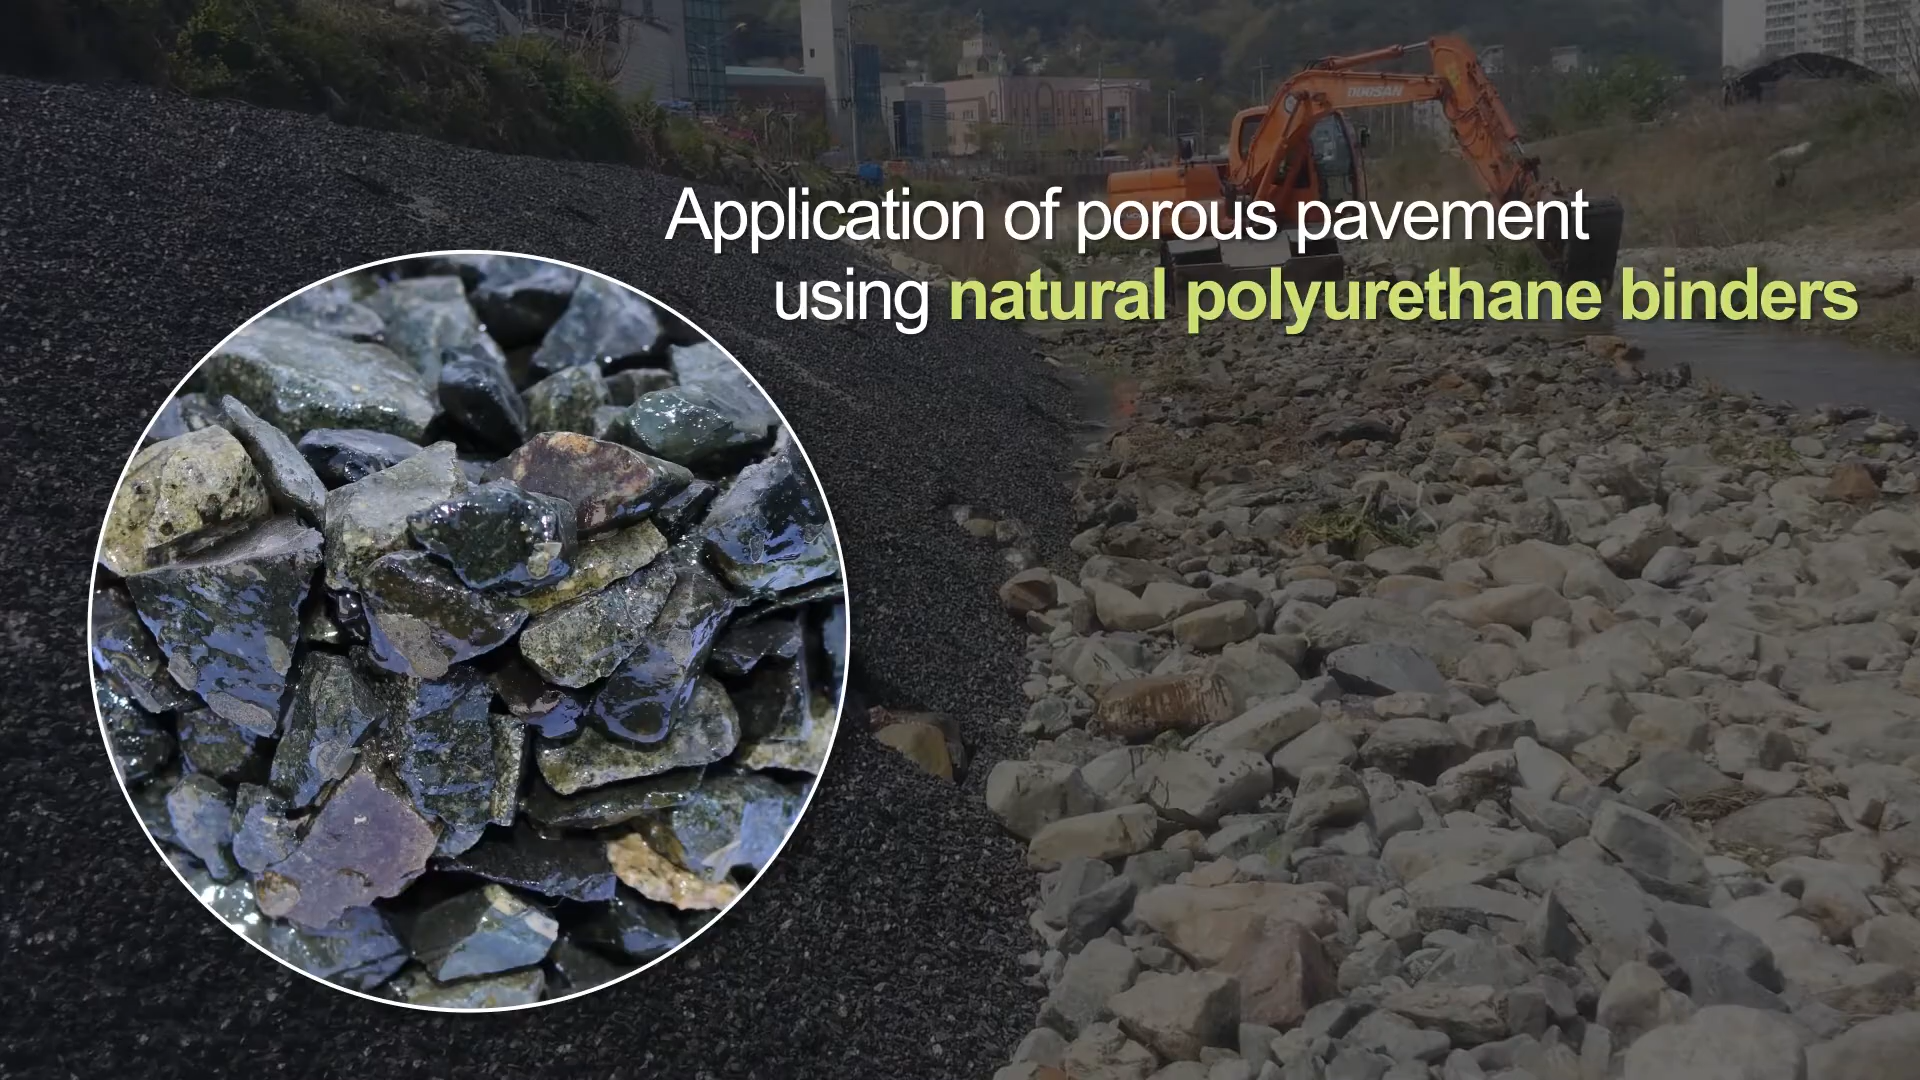 DOOSAN
Application of porous pavement
using natural polyurethane binders